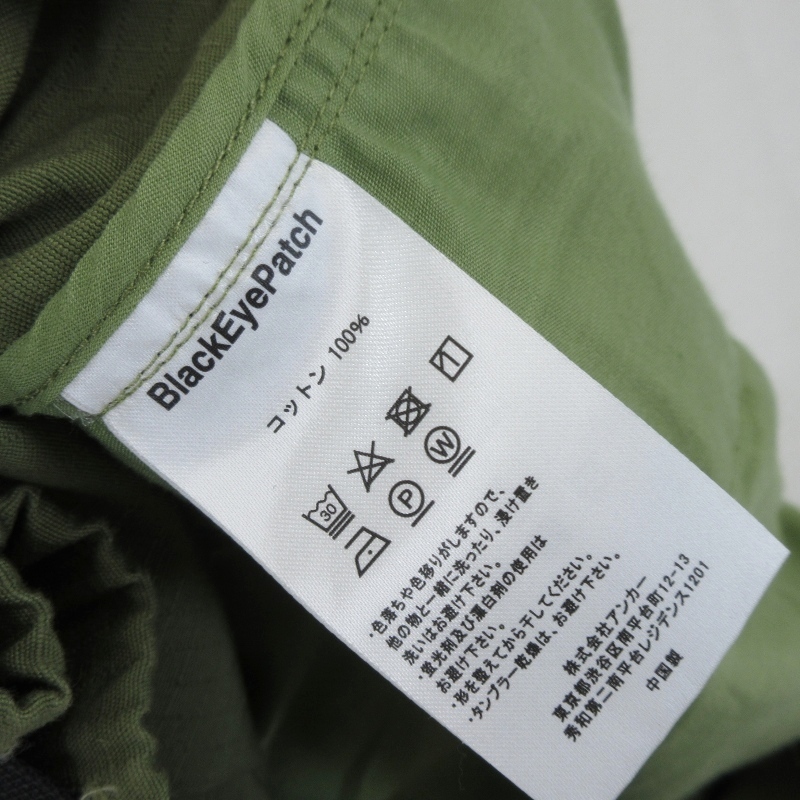 BlackEyePatch
コットン 100%
30
P
W
・色落ちや色移りがしますので、
他の物と一緒に洗ったり、浸け置き
洗いはお避け下さい。
・蛍光剤及び漂白剤の使用は
お避け下さい。
・形を整えてから干してください。
・タンブラー乾燥は、お避け下さい。
株式会社アンカー
東京都渋谷区南平台町12-13
秀和第二南平台レジデンス1201
中国製